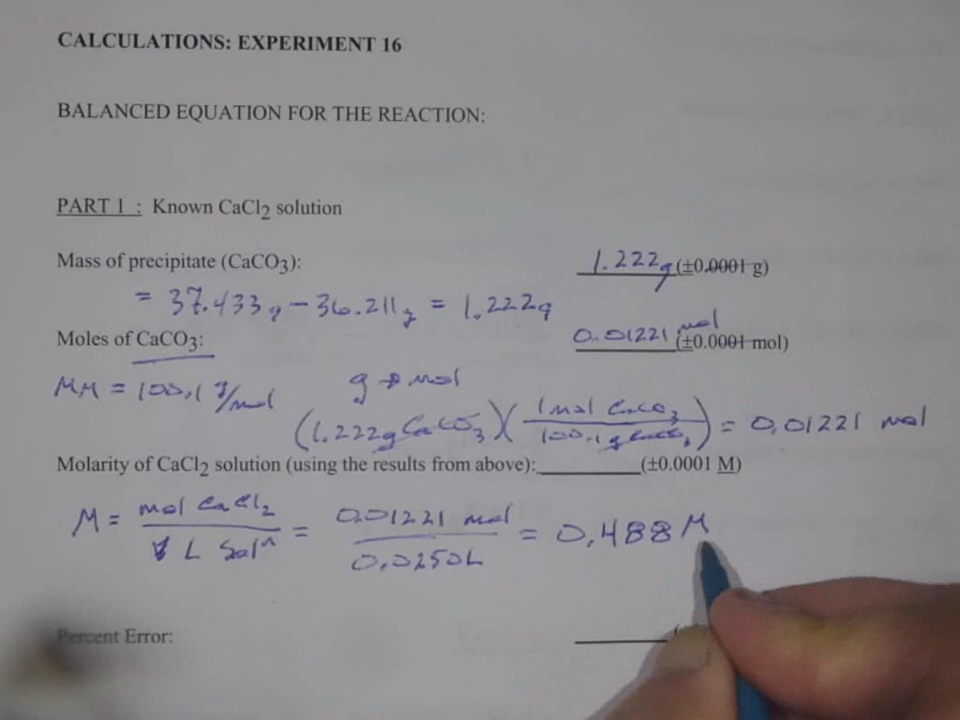 CALCULATIONS: EXPERIMENT 16
BALANCED EQUATION FOR THE REACTION:
PART 1 : Known CaCl2 solution
Mass of precipitate (CaCO3): 1.222g (±0.0001 g)
= 37.433g - 36.211g = 1.222g
Moles of CaCO3: 0.01221 mol (±0.0001 mol)
MM = 100.1 g/mol g → mol
(1.222g CaCO3)(1 mol CaCO3 / 100.1 g CaCO3) = 0.01221 mol
Molarity of CaCl2 solution (using the results from above): (±0.0001 M)
M = mol CaCl2 / L Solⁿ = 0.01221 mol / 0.0250L = 0.488 M
Percent Error: